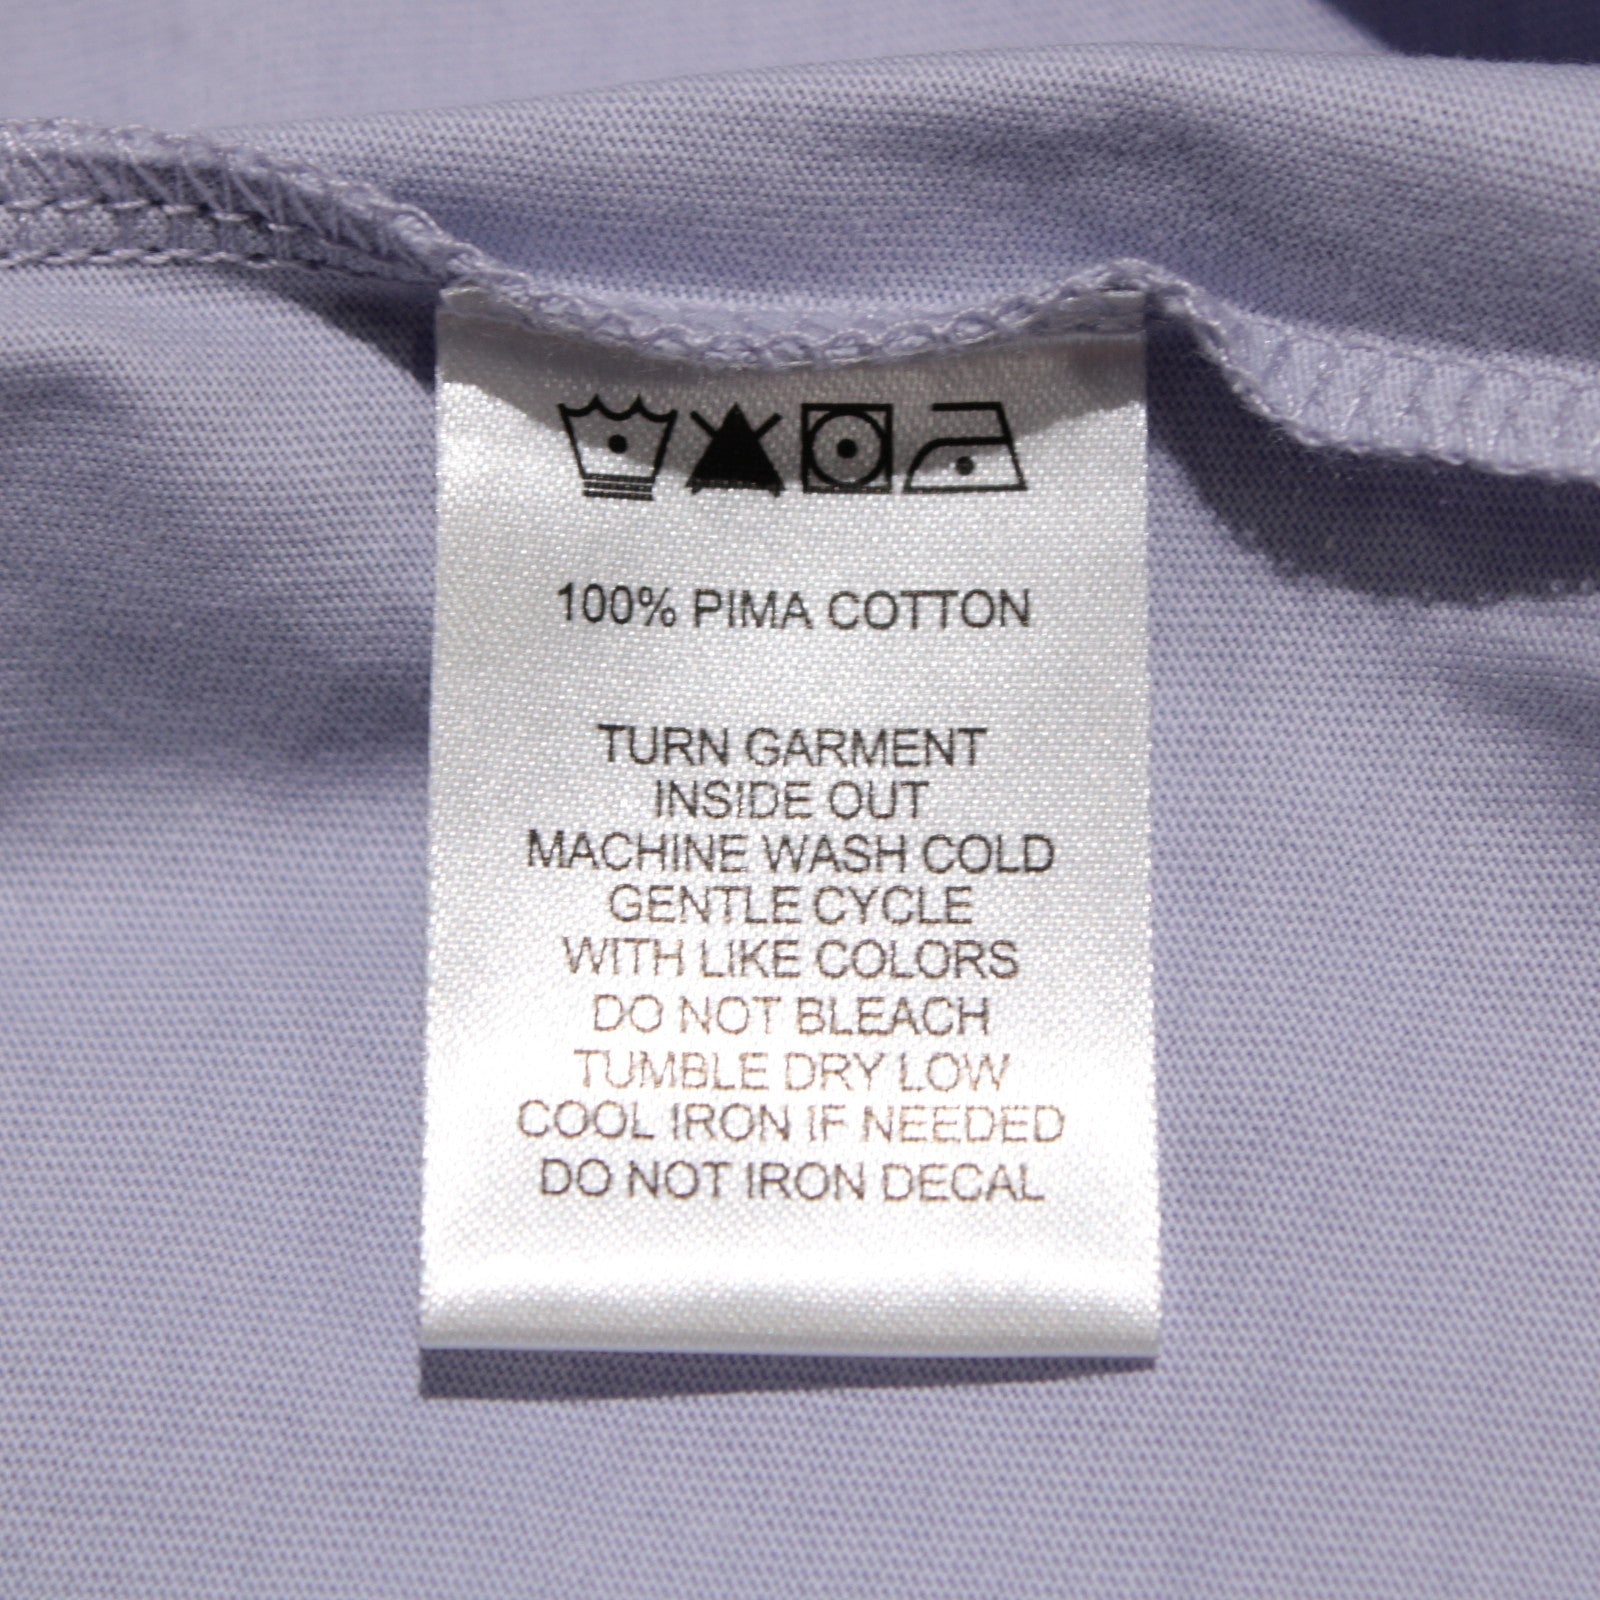 100% PIMA COTTON
TURN GARMENT
INSIDE OUT
MACHINE WASH COLD
GENTLE CYCLE
WITH LIKE COLORS
DO NOT BLEACH
TUMBLE DRY LOW
COOL IRON IF NEEDED
DO NOT IRON DECAL